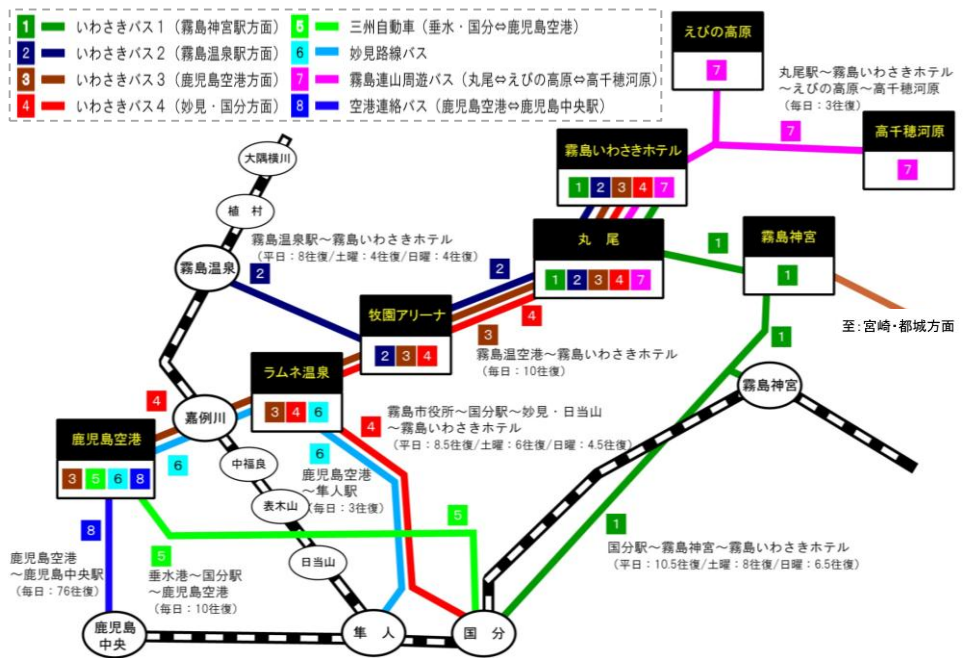 1 いわさきバス1(霧島神宮駅方面)
2 いわさきバス2(霧島温泉駅方面)
3 いわさきバス3(鹿児島空港方面)
4 いわさきバス4(妙見・国分方面)
5 三州自動車(垂水・国分⇔鹿児島空港)
6 妙見路線バス
7 霧島連山周遊バス(丸尾⇔えびの高原⇔高千穂河原)
8 空港連絡バス(鹿児島空港⇔鹿児島中央駅)
えびの高原
7
丸尾駅~霧島いわさきホテル
~えびの高原~高千穂河原
(毎日:3往復)
7
高千穂河原
7
霧島いわさきホテル
1 2 3 4 7
大隅横川
植村
霧島温泉
霧島温泉駅~霧島いわさきホテル
(平日:8往復/土曜:4往復/日曜:4往復)
2
2
丸尾
1 2 3 4 7
1
霧島神宮
1
至:宮崎・都城方面
牧園アリーナ
2 3 4
4
3
霧島温空港~霧島いわさきホテル
(毎日:10往復)
1
霧島神宮
ラムネ温泉
3 4 6
4
嘉例川
4
霧島市役所~国分駅~妙見・日当山
~霧島いわさきホテル
(平日:8.5往復/土曜:6往復/日曜:4.5往復)
鹿児島空港
3 5 6 8
6
中福良
表木山
日当山
6
鹿児島空港
~隼人駅
(毎日:3往復)
5
1
国分駅~霧島神宮~霧島いわさきホテル
(平日:10.5往復/土曜:8往復/日曜:6.5往復)
8
鹿児島空港
~鹿児島中央駅
(毎日:76往復)
5
垂水港~国分駅
~鹿児島空港
(毎日:10往復)
鹿児島
中央
隼人
国分